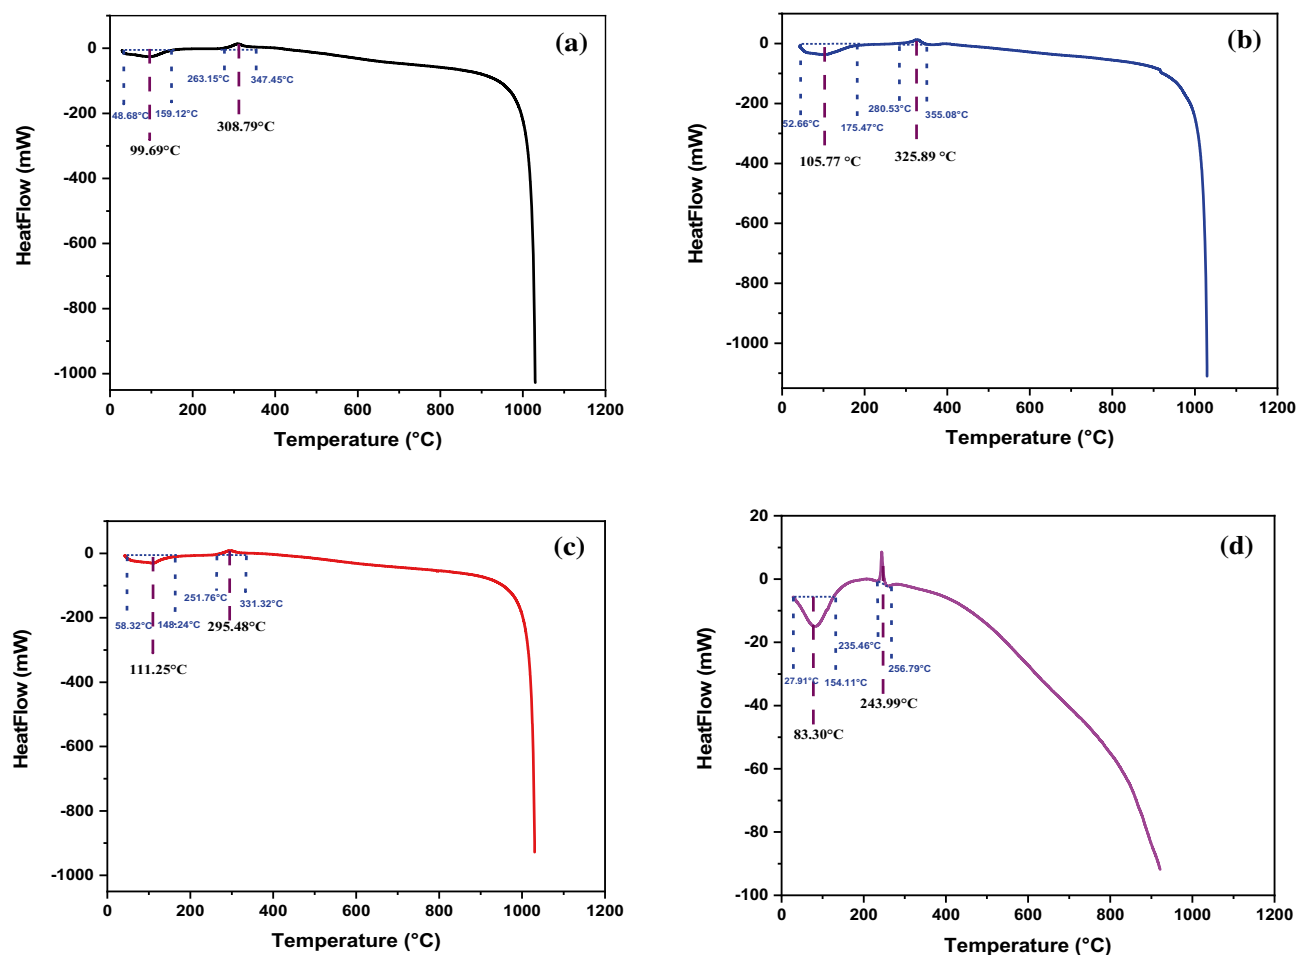 (a)
0
-200
-400
-600
-800
-1000
HeatFlow (mW)
48.68°C
159.12°C
99.69°C
263.15°C
347.45°C
308.79°C
0 200 400 600 800 1000 1200
Temperature (°C)
(b)
0
-200
-400
-600
-800
-1000
HeatFlow (mW)
52.66°C
175.47°C
105.77 °C
280.53°C
355.08°C
325.89 °C
0 200 400 600 800 1000 1200
Temperature (°C)
(c)
0
-200
-400
-600
-800
-1000
HeatFlow (mW)
58.32°C
148.24°C
111.25°C
251.76°C
331.32°C
295.48°C
0 200 400 600 800 1000 1200
Temperature (°C)
(d)
20
0
-20
-40
-60
-80
-100
HeatFlow (mW)
27.91°C
154.11°C
83.30°C
235.46°C
256.79°C
243.99°C
0 200 400 600 800 1000 1200
Temperature (°C)